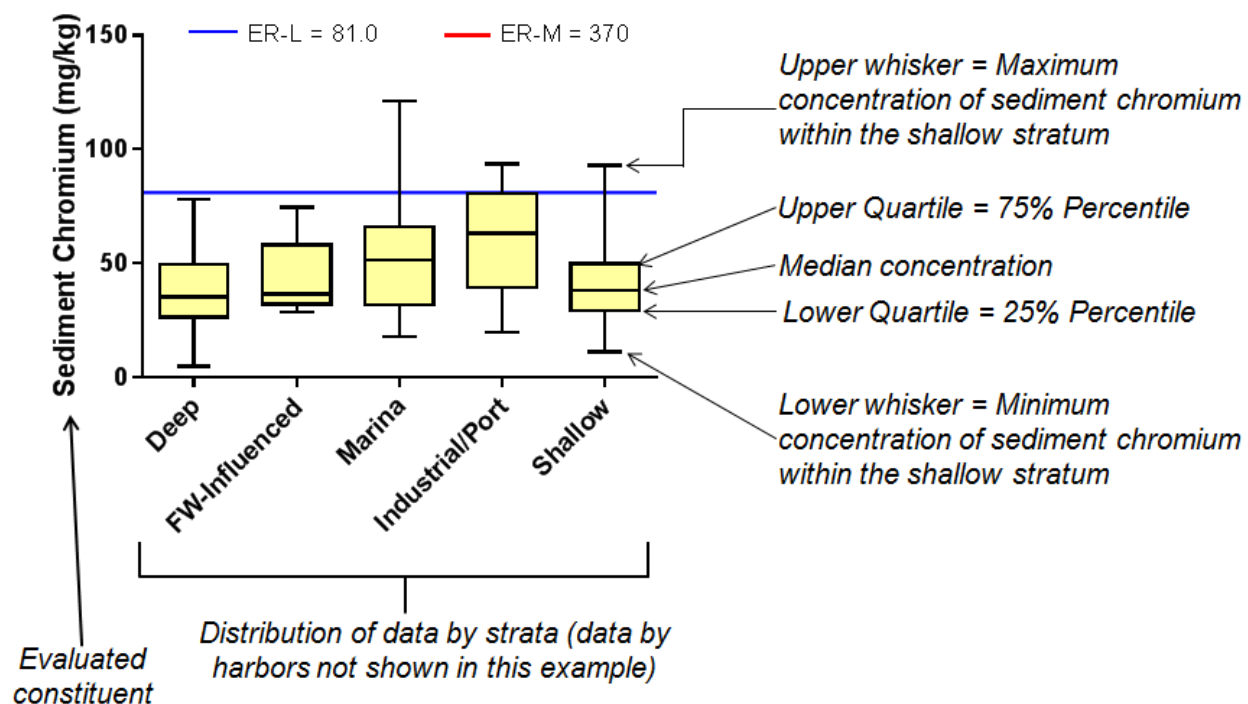 ER-L = 81.0
ER-M = 370
Sediment Chromium (mg/kg)
150
100
50
0
Deep
FW-Influenced
Marina
Industrial/Port
Shallow
Upper whisker = Maximum
concentration of sediment chromium
within the shallow stratum
Upper Quartile = 75% Percentile
Median concentration
Lower Quartile = 25% Percentile
Lower whisker = Minimum
concentration of sediment chromium
within the shallow stratum
Distribution of data by strata (data by
harbors not shown in this example)
Evaluated
constituent